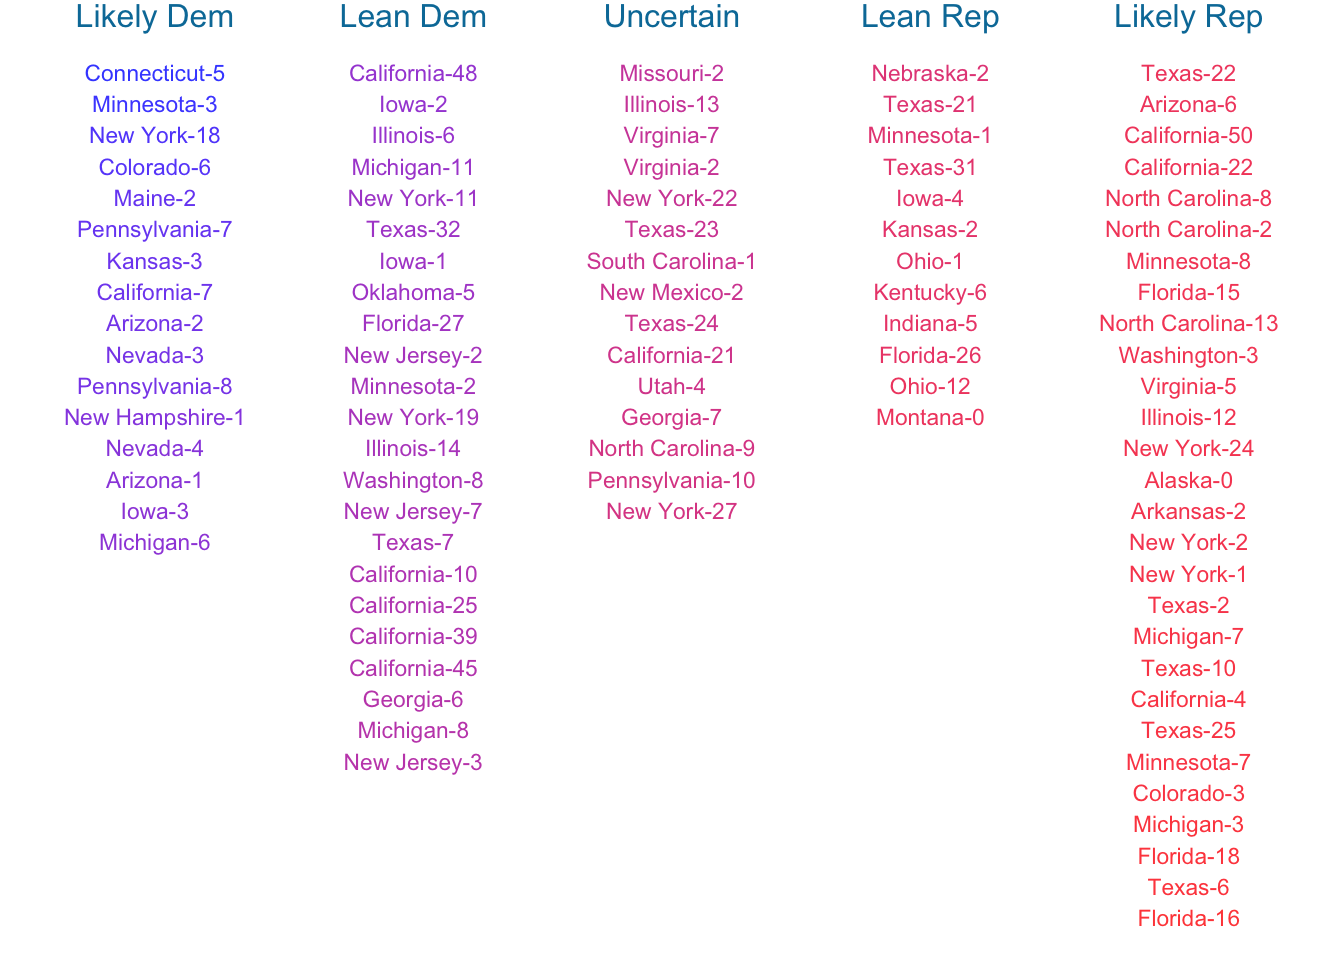 Likely Dem
Connecticut-5
Minnesota-3
New York-18
Colorado-6
Maine-2
Pennsylvania-7
Kansas-3
California-7
Arizona-2
Nevada-3
Pennsylvania-8
New Hampshire-1
Nevada-4
Arizona-1
Iowa-3
Michigan-6
Lean Dem
California-48
Iowa-2
Illinois-6
Michigan-11
New York-11
Texas-32
Iowa-1
Oklahoma-5
Florida-27
New Jersey-2
Minnesota-2
New York-19
Illinois-14
Washington-8
New Jersey-7
Texas-7
California-10
California-25
California-39
California-45
Georgia-6
Michigan-8
New Jersey-3
Uncertain
Missouri-2
Illinois-13
Virginia-7
Virginia-2
New York-22
Texas-23
South Carolina-1
New Mexico-2
Texas-24
California-21
Utah-4
Georgia-7
North Carolina-9
Pennsylvania-10
New York-27
Lean Rep
Nebraska-2
Texas-21
Minnesota-1
Texas-31
Iowa-4
Kansas-2
Ohio-1
Kentucky-6
Indiana-5
Florida-26
Ohio-12
Montana-0
Likely Rep
Texas-22
Arizona-6
California-50
California-22
North Carolina-8
North Carolina-2
Minnesota-8
Florida-15
North Carolina-13
Washington-3
Virginia-5
Illinois-12
New York-24
Alaska-0
Arkansas-2
New York-2
New York-1
Texas-2
Michigan-7
Texas-10
California-4
Texas-25
Minnesota-7
Colorado-3
Michigan-3
Florida-18
Texas-6
Florida-16